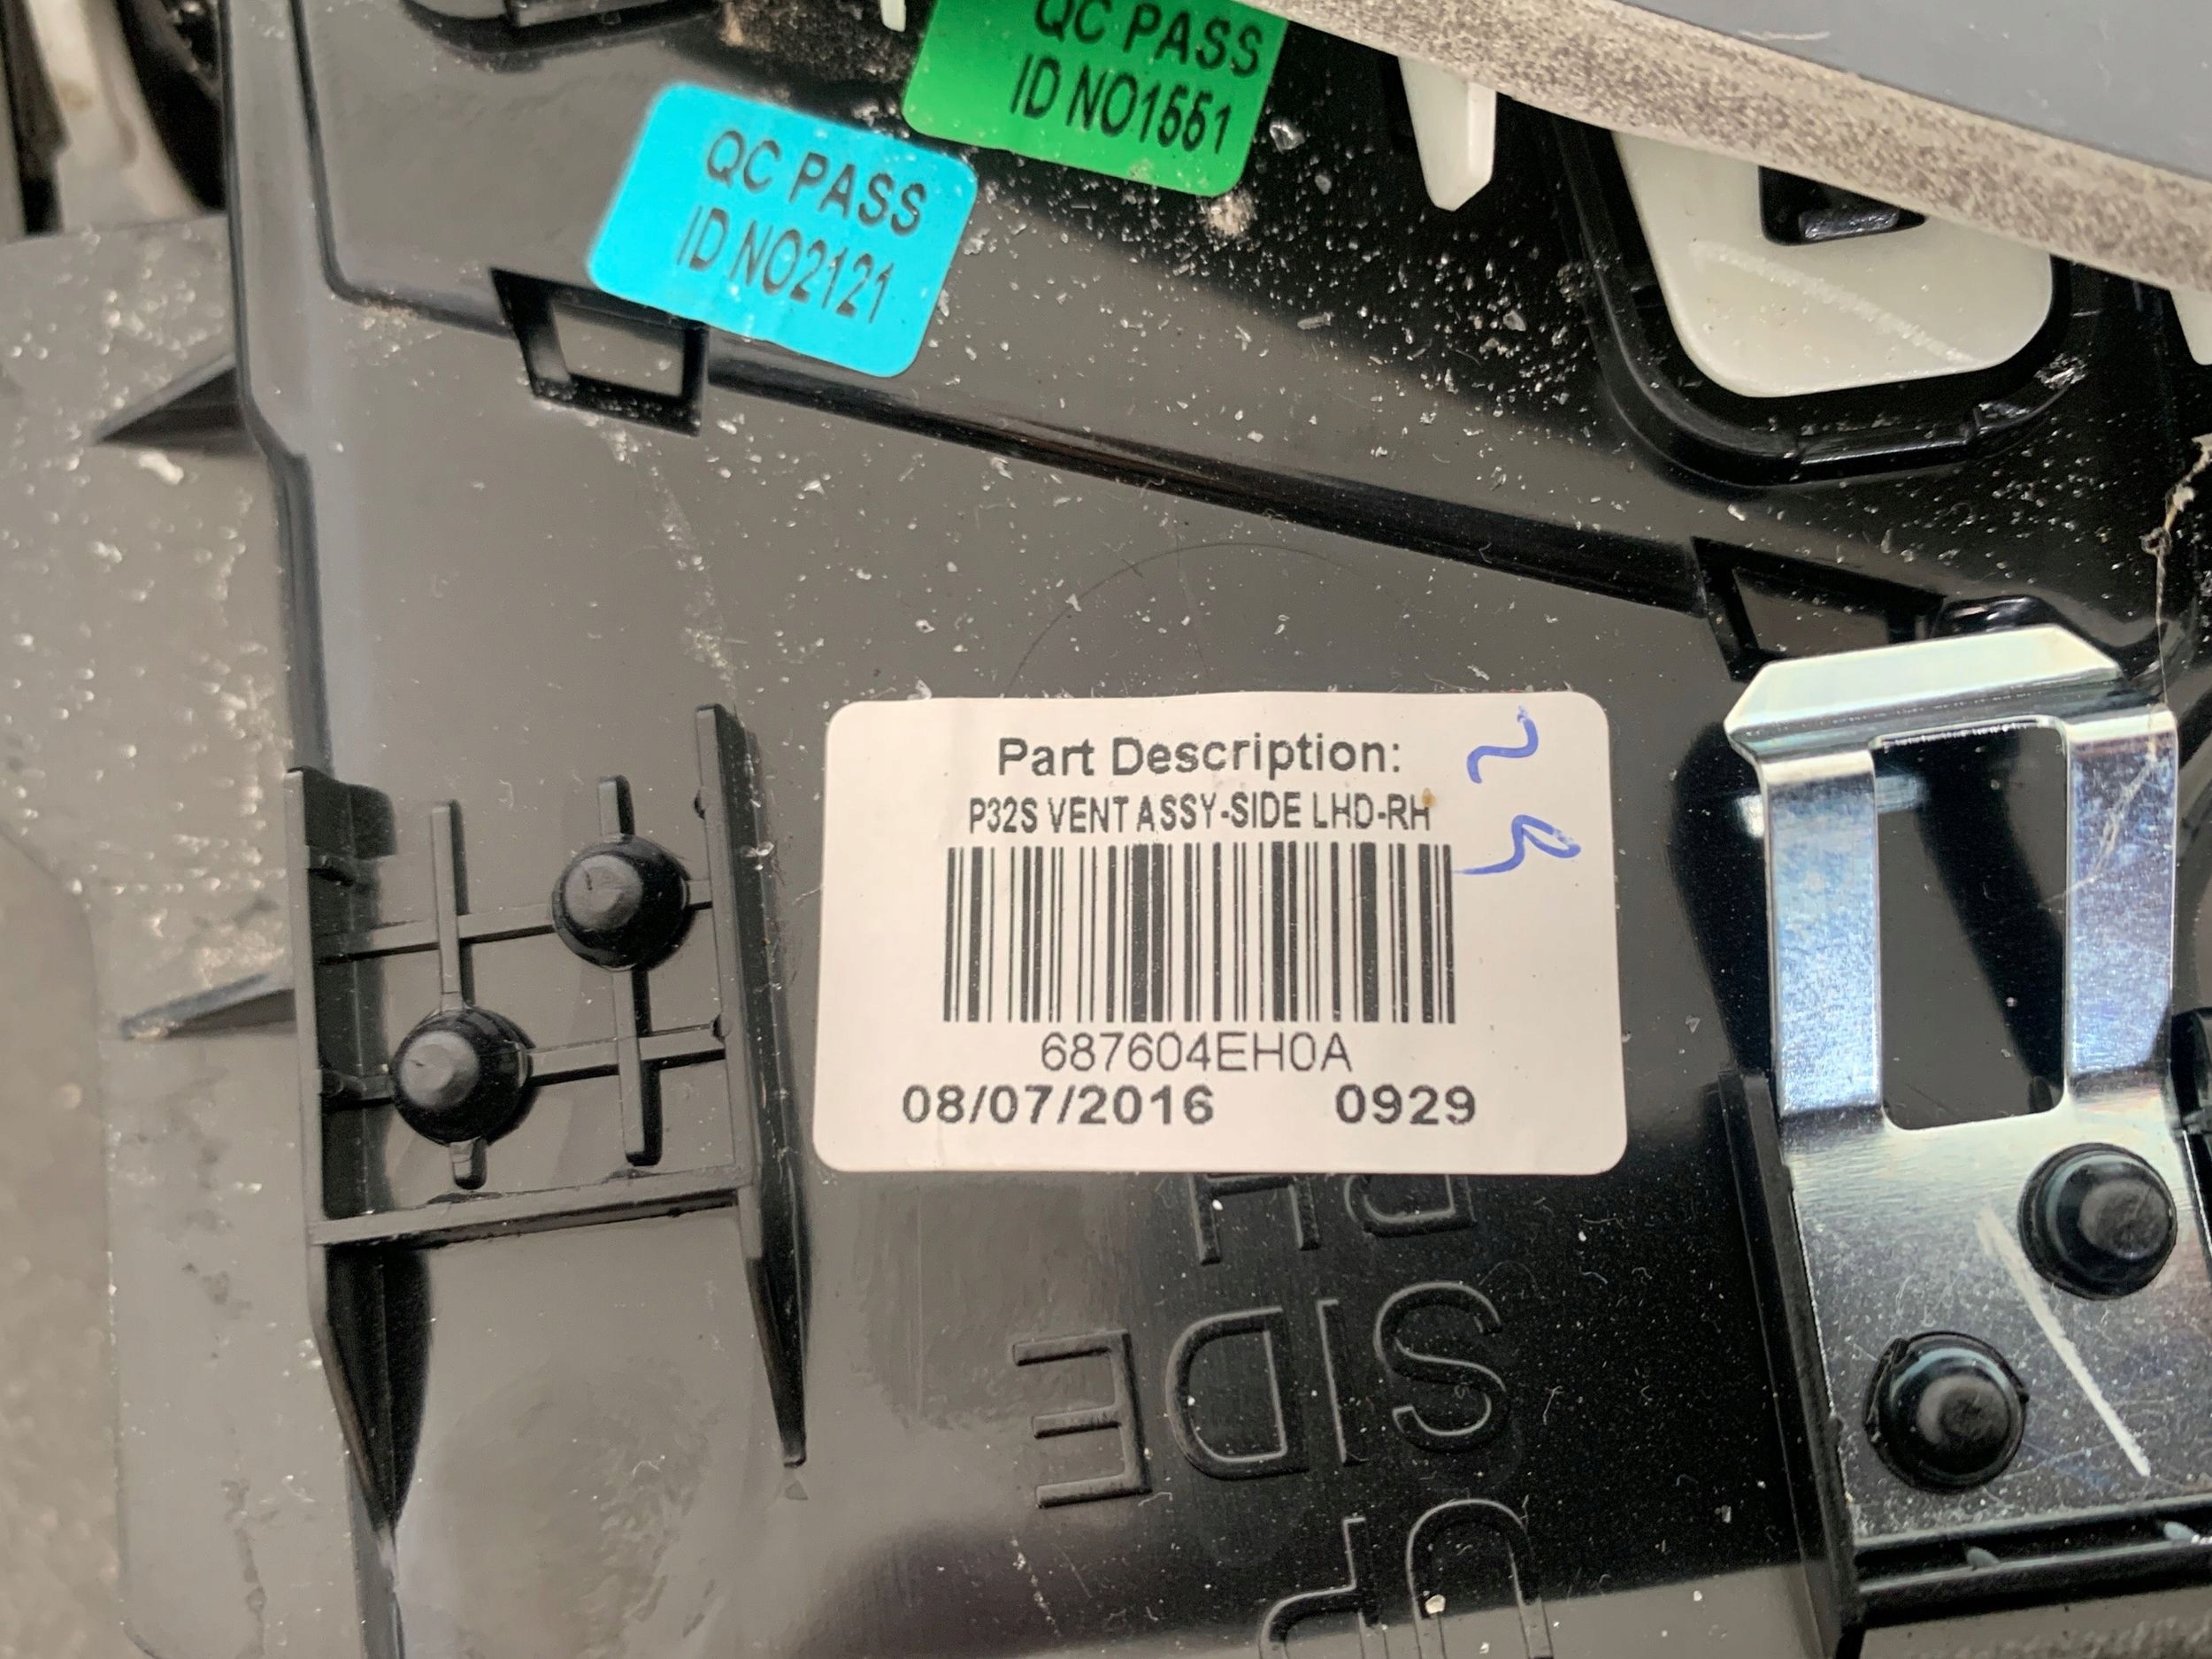 QC PASS
ID NO1551
QC PASS
ID NO2121
Part Description:
P32S VENT ASSY-SIDE LHD-RH
687604EH0A
08/07/2016 0929
SIDE